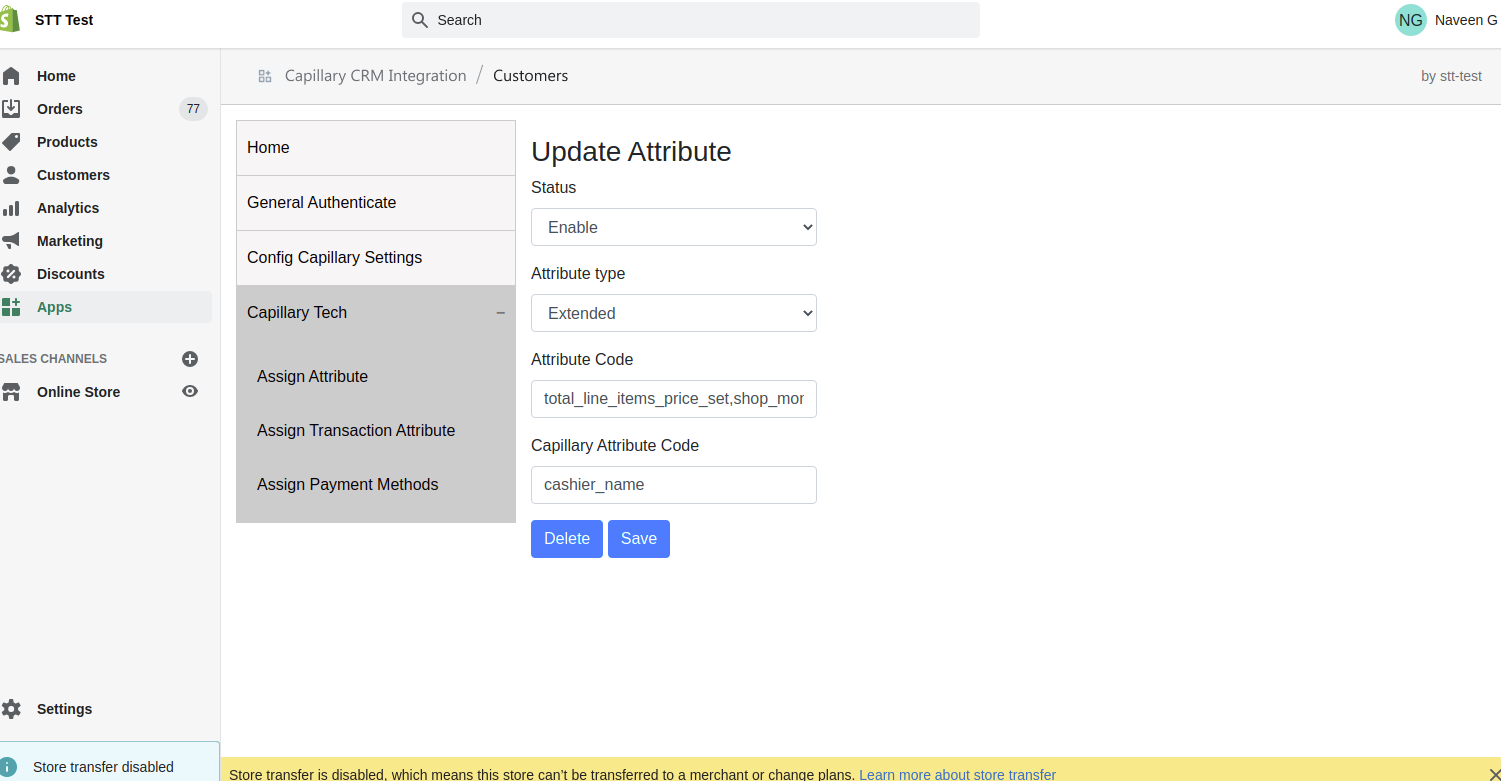 STT Test
Search
NG
Naveen G
Home
Orders
77
Products
Customers
Analytics
Marketing
Discounts
Apps
SALES CHANNELS
Online Store
Settings
Store transfer disabled
Capillary CRM Integration / Customers
by stt-test
Home
General Authenticate
Config Capillary Settings
Capillary Tech –
Assign Attribute
Assign Transaction Attribute
Assign Payment Methods
Update Attribute
Status
Enable
Attribute type
Extended
Attribute Code
total_line_items_price_set,shop_mor
Capillary Attribute Code
cashier_name
Delete Save
Store transfer is disabled, which means this store can’t be transferred to a merchant or change plans. Learn more about store transfer